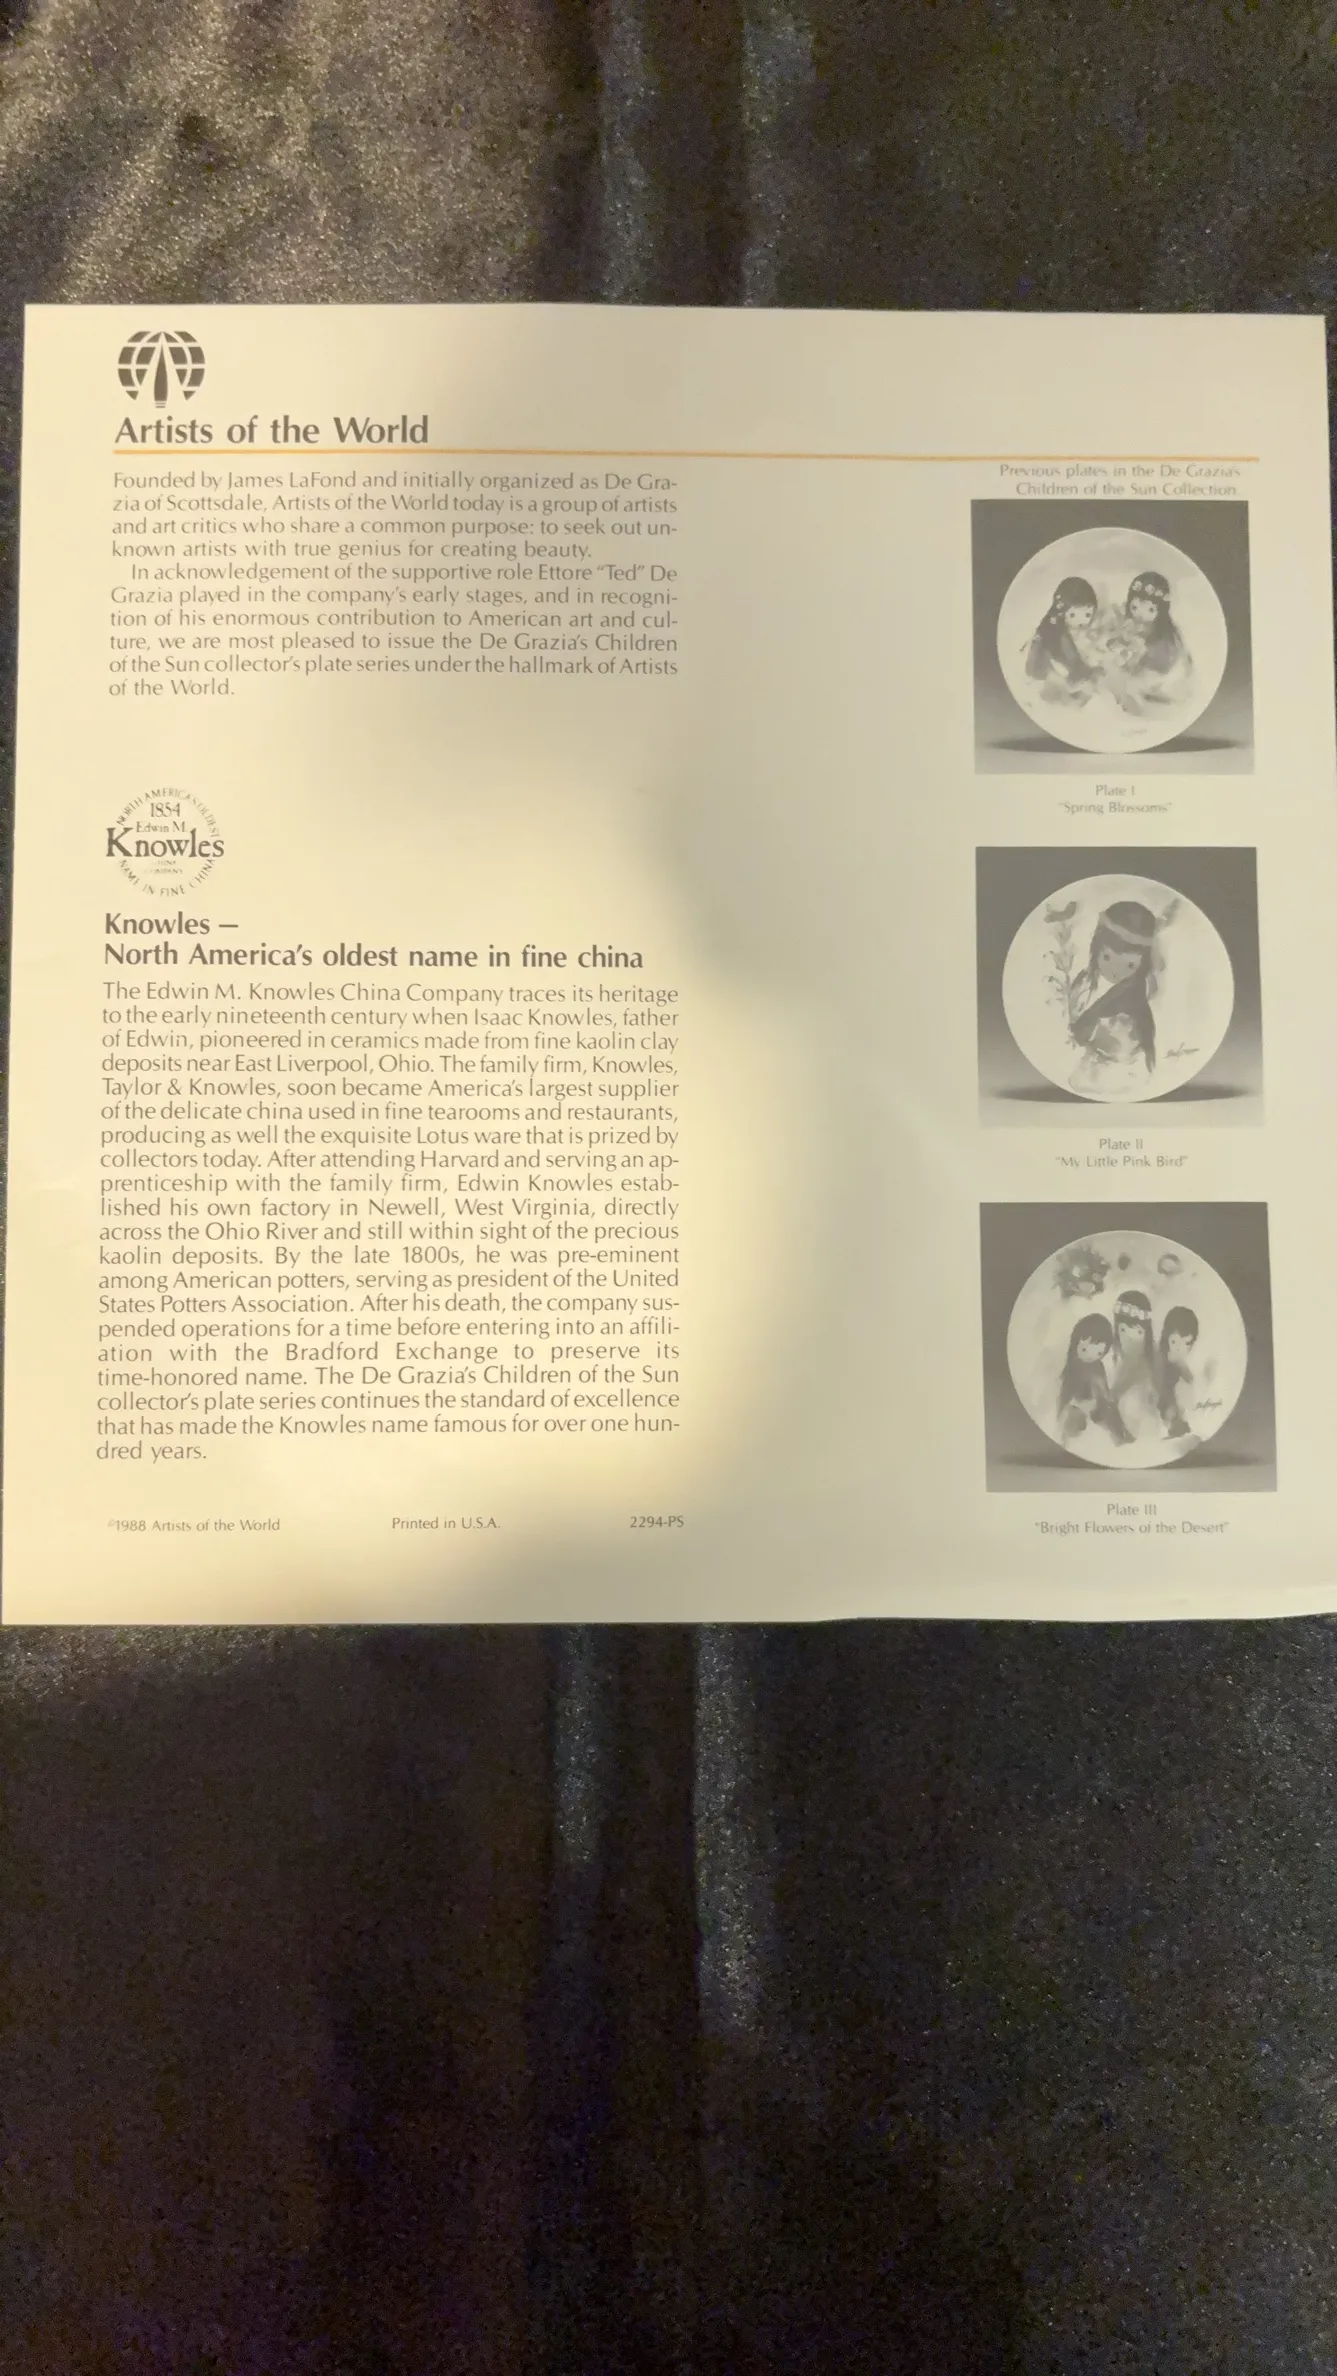 Artists of the World
Founded by James LaFond and initially organized as De Gra-
zia of Scottsdale, Artists of the World today is a group of artists
and art critics who share a common purpose: to seek out un-
known artists with true genius for creating beauty.
In acknowledgement of the supportive role Ettore "Ted" De
Grazia played in the company's early stages, and in recogni-
tion of his enormous contribution to American art and cul-
ture, we are most pleased to issue the De Grazia's Children
of the Sun collector's plate series under the hallmark of Artists
of the World.
NORTH AMERICA'S OLDEST
1854
Edwin M.
Knowles
CHINA
COMPANY
NAME IN FINE CHINA
Knowles —
North America's oldest name in fine china
The Edwin M. Knowles China Company traces its heritage
to the early nineteenth century when Isaac Knowles, father
of Edwin, pioneered in ceramics made from fine kaolin clay
deposits near East Liverpool, Ohio. The family firm, Knowles,
Taylor & Knowles, soon became America's largest supplier
of the delicate china used in fine tearooms and restaurants,
producing as well the exquisite Lotus ware that is prized by
collectors today. After attending Harvard and serving an ap-
prenticeship with the family firm, Edwin Knowles estab-
lished his own factory in Newell, West Virginia, directly
across the Ohio River and still within sight of the precious
kaolin deposits. By the late 1800s, he was pre-eminent
among American potters, serving as president of the United
States Potters Association. After his death, the company sus-
pended operations for a time before entering into an affili-
ation with the Bradford Exchange to preserve its
time-honored name. The De Grazia's Children of the Sun
collector's plate series continues the standard of excellence
that has made the Knowles name famous for over one hun-
dred years.
©1988 Artists of the World Printed in U.S.A. 2294-PS
Previous plates in the De Grazia's
Children of the Sun Collection
Plate I
"Spring Blossoms"
Plate II
"My Little Pink Bird"
Plate III
"Bright Flowers of the Desert"